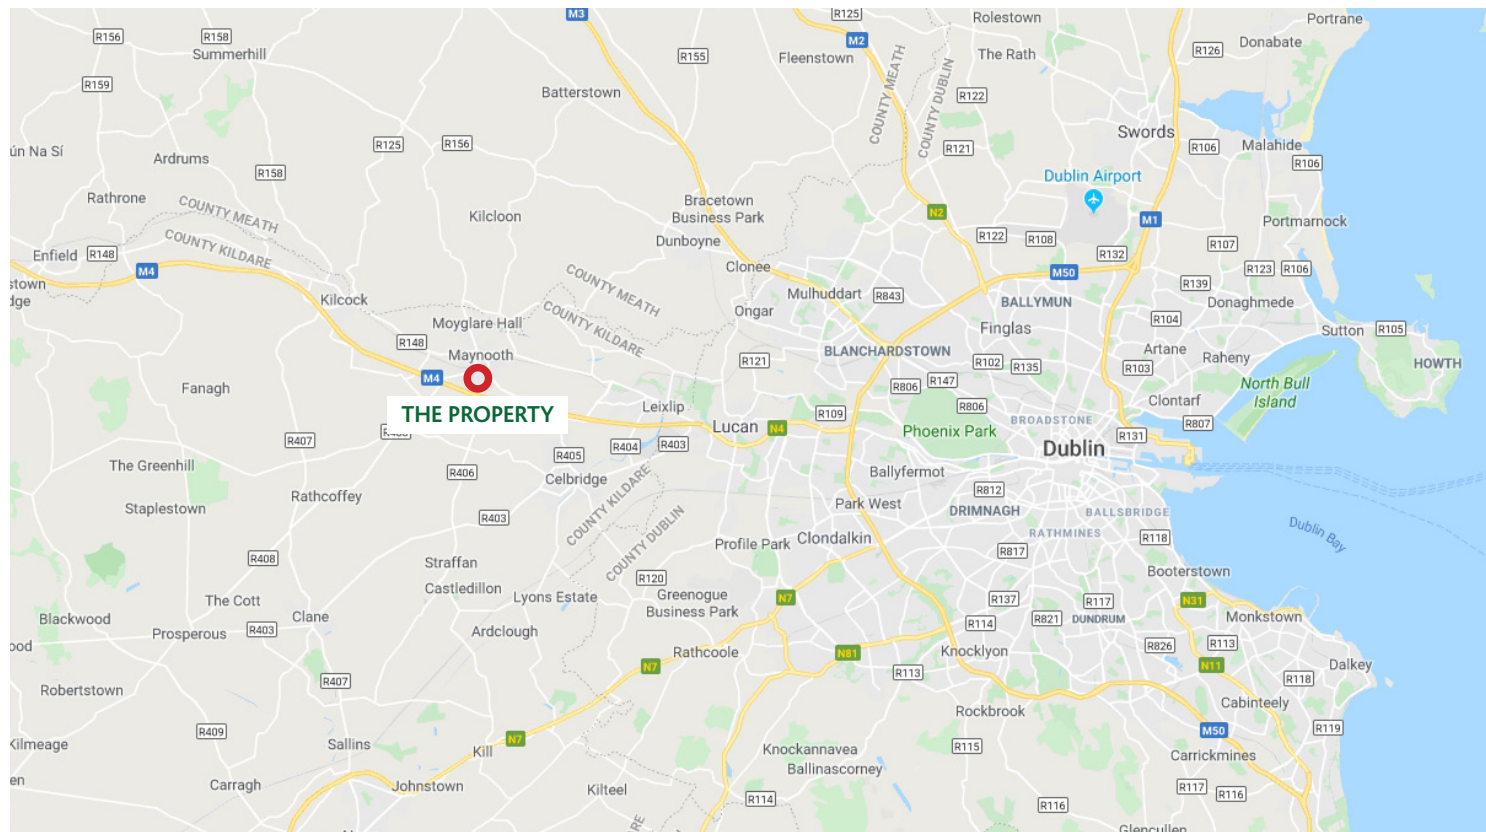 M3
R125
Rolestown
Portrane
R156
R158
M2
Donabate
Summerhill
R155
Fleenstown
The Rath
R126
R159
Batterstown
COUNTY MEATH
COUNTY DUBLIN
R122
Swords
R125
R156
R121
R106
Malahide
ún Na Sí
Ardrums
R158
R106
Dublin Airport
Rathrone
COUNTY MEATH
Kilcloon
Bracetown
Business Park
N2
M1
Portmarnock
COUNTY KILDARE
Dunboyne
R122
R108
R107
Enfield
R148
M4
R132
Clonee
M50
R123
R106
COUNTY MEATH
stown
dge
R139
Kilcock
Mulhuddart
R843
BALLYMUN
Donaghmede
Ongar
COUNTY KILDARE
Moyglare Hall
R104
Finglas
Sutton
R105
R148
Maynooth
BLANCHARDSTOWN
Artane
Raheny
R121
R102
R135
R103
HOWTH
M4
Fanagh
R806
R147
North Bull
Island
THE PROPERTY
Leixlip
R109
R806
Clontarf
Lucan
N4
Phoenix Park
BROADSTONE
R807
R131
R407
R404
R403
Dublin
R405
The Greenhill
R406
Celbridge
Ballyfermot
Rathcoffey
R812
COUNTY KILDARE
Staplestown
R403
Park West
DRIMNAGH
BALLSBRIDGE
COUNTY DUBLIN
Dublin Bay
RATHMINES
Profile Park
Clondalkin
R118
R408
R817
Straffan
Booterstown
Castledillon
R120
Lyons Estate
Greenogue
Business Park
N7
R137
R117
N31
The Cott
Clane
Blackwood
R114
R821
DUNDRUM
Monkstown
Prosperous
R403
Ardclough
ood
Rathcoole
N81
Knocklyon
R826
R113
N7
R113
N11
Dalkey
R407
R118
Robertstown
Cabinteely
Rockbrook
R409
R119
M50
Kilmeage
Sallins
Kill
N7
Knockannavea
R115
Ballinascorney
Carrickmines
en
Carragh
Johnstown
Kilteel
R117
R116
R114
R116
Glencullen